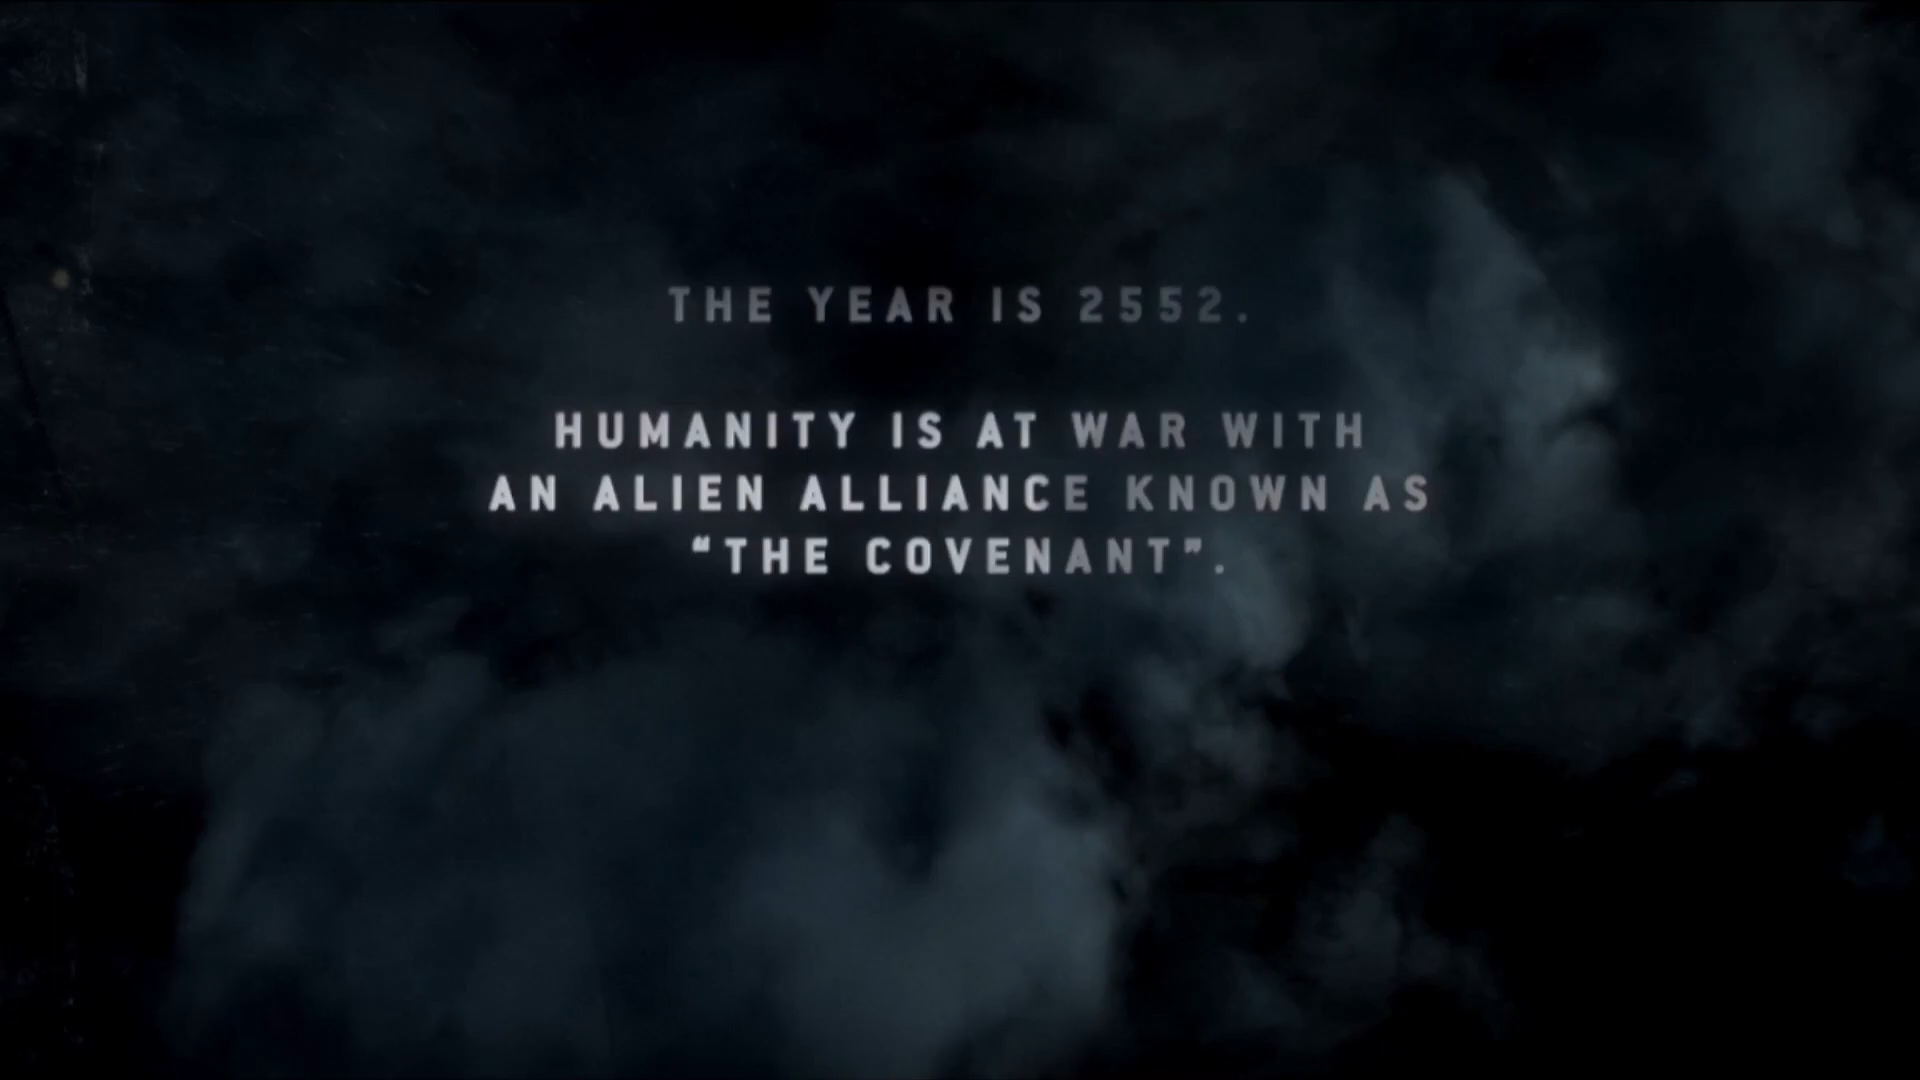 THE YEAR IS 2552.
HUMANITY IS AT WAR WITH
AN ALIEN ALLIANCE KNOWN AS
“THE COVENANT”.